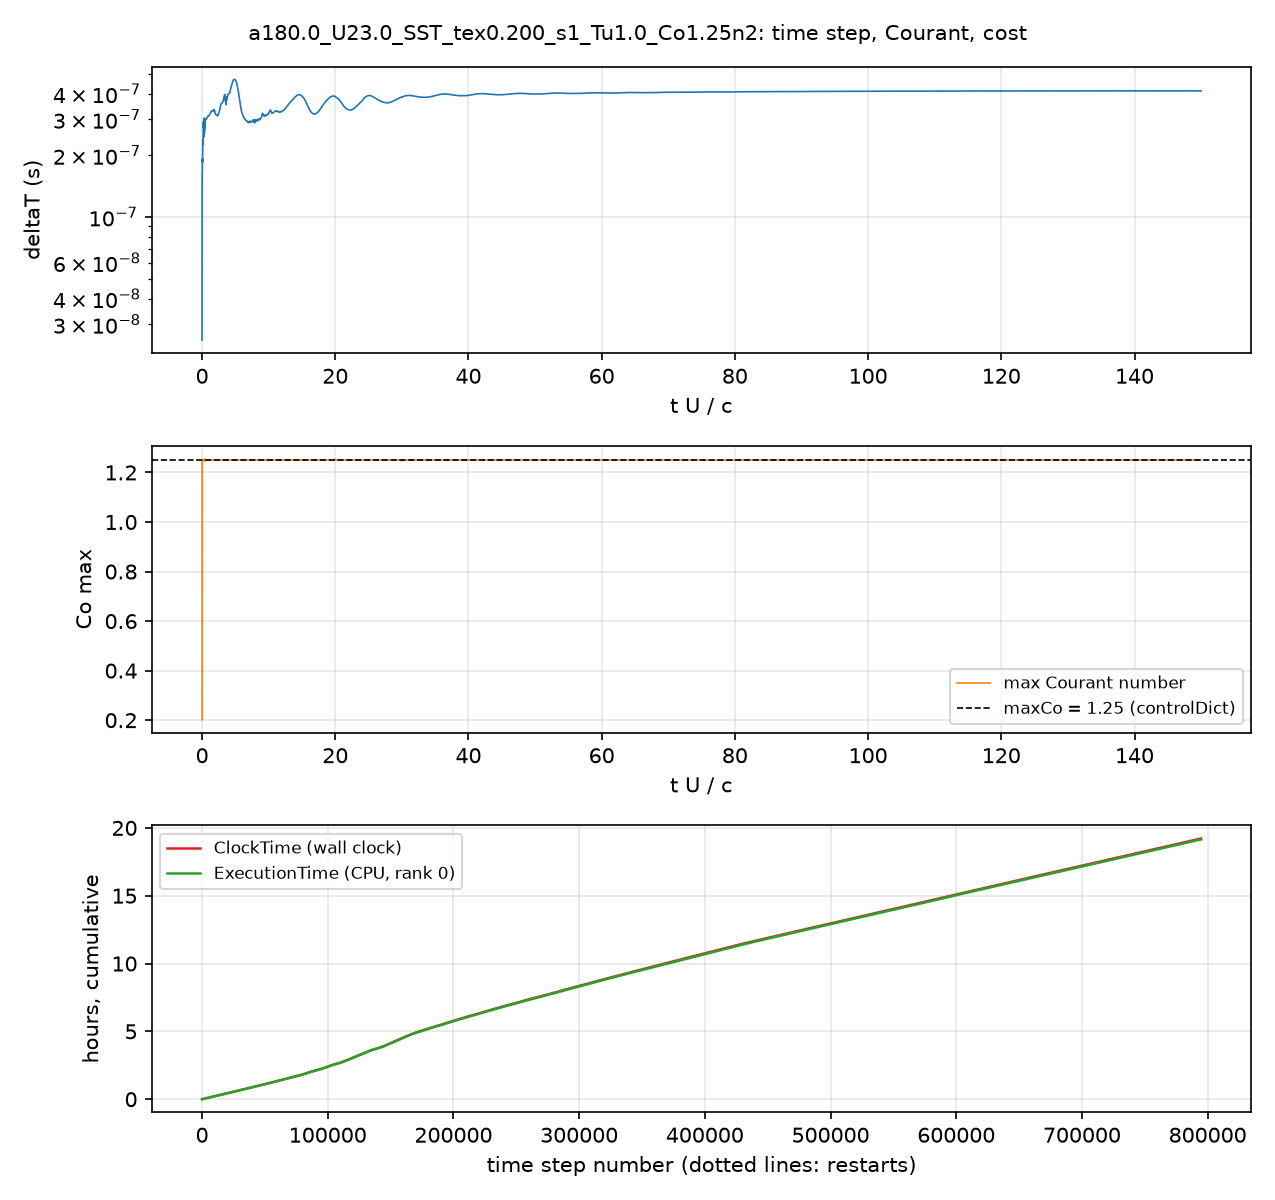 a180.0_U23.0_SST_tex0.200_s1_Tu1.0_Co1.25n2: time step, Courant, cost
deltaT (s)
4 × 10⁻⁷
3 × 10⁻⁷
2 × 10⁻⁷
10⁻⁷
6 × 10⁻⁸
4 × 10⁻⁸
3 × 10⁻⁸
0 20 40 60 80 100 120 140
t U / c
Co max
1.2
1.0
0.8
0.6
0.4
0.2
max Courant number
maxCo = 1.25 (controlDict)
0 20 40 60 80 100 120 140
t U / c
hours, cumulative
20
15
10
5
0
ClockTime (wall clock)
ExecutionTime (CPU, rank 0)
0 100000 200000 300000 400000 500000 600000 700000 800000
time step number (dotted lines: restarts)